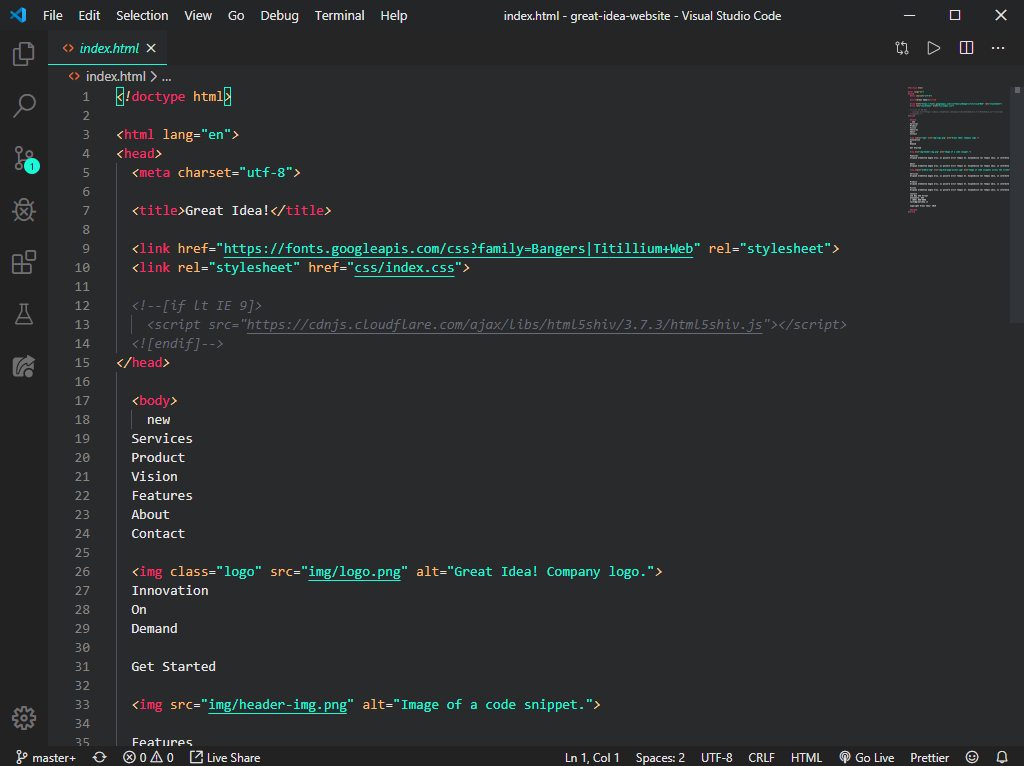 File Edit Selection View Go Debug Terminal Help index.html - great-idea-website - Visual Studio Code
index.html
index.html > ...
1 <!doctype html>
2
3 <html lang="en">
4 <head>
5 <meta charset="utf-8">
6
7 <title>Great Idea!</title>
8
9 <link href="https://fonts.googleapis.com/css?family=Bangers|Titillium+Web" rel="stylesheet">
10 <link rel="stylesheet" href="css/index.css">
11
12 <!--[if lt IE 9]>
13 <script src="https://cdnjs.cloudflare.com/ajax/libs/html5shiv/3.7.3/html5shiv.js"></script>
14 <![endif]-->
15 </head>
16
17 <body>
18 new
19 Services
20 Product
21 Vision
22 Features
23 About
24 Contact
25
26 <img class="logo" src="img/logo.png" alt="Great Idea! Company logo.">
27 Innovation
28 On
29 Demand
30
31 Get Started
32
33 <img src="img/header-img.png" alt="Image of a code snippet.">
34
35 Features
1
master+ 0 0 Live Share Ln 1, Col 1 Spaces: 2 UTF-8 CRLF HTML Go Live Prettier